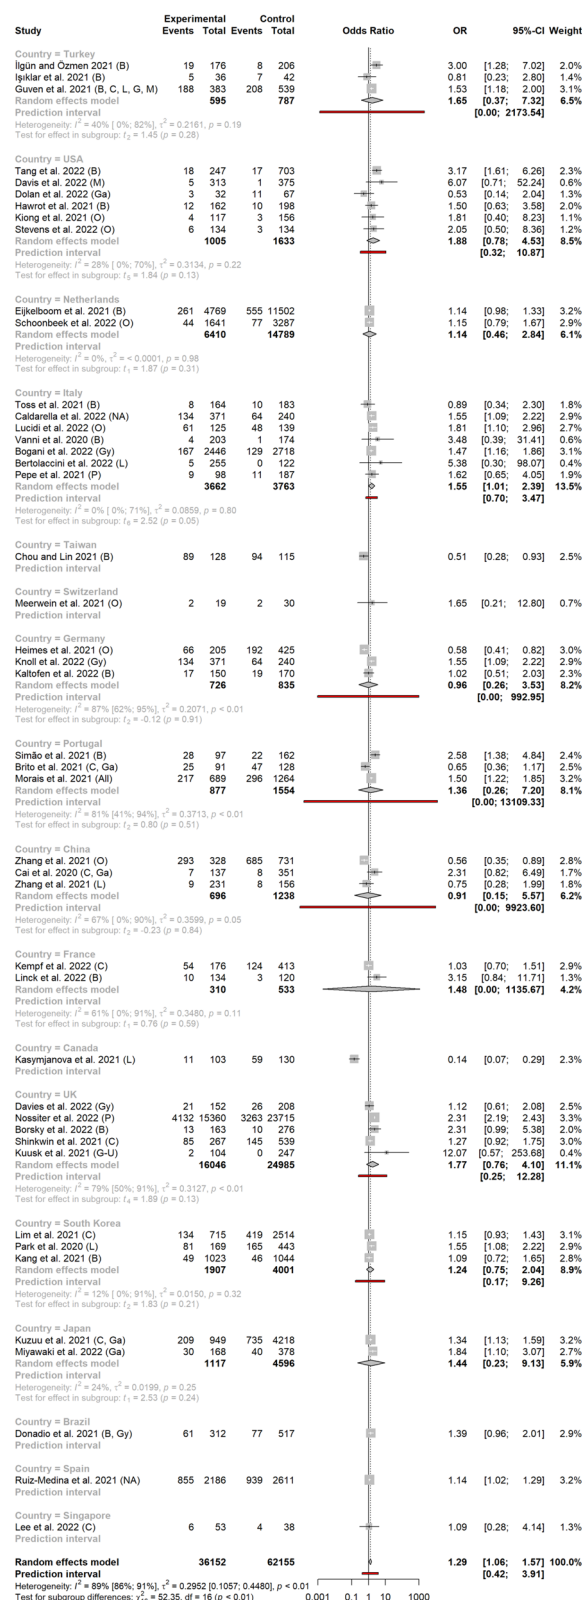 Experimental Control
Study Events Total Events Total Odds Ratio OR 95%-CI Weight
Country = Turkey
İlgün and Özmen 2021 (B) 19 176 8 206 3.00 [1.28; 7.02] 2.0%
Işıklar et al. 2021 (B) 5 36 7 42 0.81 [0.23; 2.80] 1.4%
Guven et al. 2021 (B, C, L, G, M) 188 383 208 539 1.53 [1.18; 2.00] 3.1%
Random effects model 595 787 1.65 [0.37; 7.32] 6.5%
Prediction interval [0.00; 2173.54]
Heterogeneity: I² = 40% [ 0%; 82%], τ² = 0.2161, p = 0.19
Test for effect in subgroup: t₂ = 1.45 (p = 0.28)
Country = USA
Tang et al. 2022 (B) 18 247 17 703 3.17 [1.61; 6.26] 2.3%
Davis et al. 2022 (M) 5 313 1 375 6.07 [0.71; 52.24] 0.6%
Dolan et al. 2022 (Ga) 3 32 11 67 0.53 [0.14; 2.04] 1.3%
Hawrot et al. 2021 (B) 12 162 10 198 1.50 [0.63; 3.58] 2.0%
Kiong et al. 2021 (O) 4 117 3 156 1.81 [0.40; 8.23] 1.1%
Stevens et al. 2022 (O) 6 134 3 134 2.05 [0.50; 8.36] 1.2%
Random effects model 1005 1633 1.88 [0.78; 4.53] 8.5%
Prediction interval [0.32; 10.87]
Heterogeneity: I² = 28% [ 0%; 70%], τ² = 0.3134, p = 0.22
Test for effect in subgroup: t₅ = 1.84 (p = 0.13)
Country = Netherlands
Eijkelboom et al. 2021 (B) 261 4769 555 11502 1.14 [0.98; 1.33] 3.2%
Schoonbeek et al. 2022 (O) 44 1641 77 3287 1.15 [0.79; 1.67] 2.9%
Random effects model 6410 14789 1.14 [0.46; 2.84] 6.1%
Prediction interval
Heterogeneity: I² = 0%, τ² = < 0.0001, p = 0.98
Test for effect in subgroup: t₁ = 1.87 (p = 0.31)
Country = Italy
Toss et al. 2021 (B) 8 164 10 183 0.89 [0.34; 2.30] 1.8%
Caldarella et al. 2022 (NA) 134 371 64 240 1.55 [1.09; 2.22] 2.9%
Lucidi et al. 2022 (O) 61 125 48 139 1.81 [1.10; 2.96] 2.7%
Vanni et al. 2020 (B) 4 203 1 174 3.48 [0.39; 31.41] 0.6%
Bogani et al. 2022 (Gy) 167 2446 129 2718 1.47 [1.16; 1.86] 3.1%
Bertolaccini et al. 2022 (L) 5 255 0 122 5.38 [0.30; 98.07] 0.4%
Pepe et al. 2021 (P) 9 98 11 187 1.62 [0.65; 4.05] 1.9%
Random effects model 3662 3763 1.55 [1.01; 2.39] 13.5%
Prediction interval [0.70; 3.47]
Heterogeneity: I² = 0% [ 0%; 71%], τ² = 0.0859, p = 0.80
Test for effect in subgroup: t₆ = 2.52 (p = 0.05)
Country = Taiwan
Chou and Lin 2021 (B) 89 128 94 115 0.51 [0.28; 0.93] 2.5%
Prediction interval
Country = Switzerland
Meerwein et al. 2021 (O) 2 19 2 30 1.65 [0.21; 12.80] 0.7%
Prediction interval
Country = Germany
Heimes et al. 2021 (O) 66 205 192 425 0.58 [0.41; 0.82] 3.0%
Knoll et al. 2022 (Gy) 134 371 64 240 1.55 [1.09; 2.22] 2.9%
Kaltofen et al. 2022 (B) 17 150 19 170 1.02 [0.51; 2.03] 2.3%
Random effects model 726 835 0.96 [0.26; 3.53] 8.2%
Prediction interval [0.00; 992.95]
Heterogeneity: I² = 87% [62%; 95%], τ² = 0.2071, p < 0.01
Test for effect in subgroup: t₂ = -0.12 (p = 0.91)
Country = Portugal
Simão et al. 2021 (B) 28 97 22 162 2.58 [1.38; 4.84] 2.4%
Brito et al. 2021 (C, Ga) 25 91 47 128 0.65 [0.36; 1.17] 2.5%
Morais et al. 2021 (All) 217 689 296 1264 1.50 [1.22; 1.85] 3.2%
Random effects model 877 1554 1.36 [0.26; 7.20] 8.0%
Prediction interval [0.00; 13109.33]
Heterogeneity: I² = 81% [41%; 94%], τ² = 0.3713, p < 0.01
Test for effect in subgroup: t₂ = 0.80 (p = 0.51)
Country = China
Zhang et al. 2021 (O) 293 328 685 731 0.56 [0.35; 0.89] 2.8%
Cai et al. 2020 (C, Ga) 7 137 8 351 2.31 [0.82; 6.49] 1.7%
Zhang et al. 2021 (L) 9 231 8 156 0.75 [0.28; 1.99] 1.8%
Random effects model 696 1238 0.91 [0.15; 5.57] 6.2%
Prediction interval [0.00; 9923.60]
Heterogeneity: I² = 67% [ 0%; 90%], τ² = 0.3599, p = 0.05
Test for effect in subgroup: t₂ = -0.23 (p = 0.84)
Country = France
Kempf et al. 2022 (C) 54 176 124 413 1.03 [0.70; 1.51] 2.9%
Linck et al. 2022 (B) 10 134 3 120 3.15 [0.84; 11.71] 1.3%
Random effects model 310 533 1.48 [0.00; 1135.67] 4.2%
Prediction interval
Heterogeneity: I² = 61% [ 0%; 91%], τ² = 0.3480, p = 0.11
Test for effect in subgroup: t₁ = 0.76 (p = 0.59)
Country = Canada
Kasymjanova et al. 2021 (L) 11 103 59 130 0.14 [0.07; 0.29] 2.3%
Prediction interval
Country = UK
Davies et al. 2022 (Gy) 21 152 26 208 1.12 [0.61; 2.08] 2.5%
Nossiter et al. 2022 (P) 4132 15360 3263 23715 2.31 [2.19; 2.43] 3.3%
Borsky et al. 2022 (B) 13 163 10 276 2.31 [0.99; 5.38] 2.0%
Shinkwin et al. 2021 (C) 85 267 145 539 1.27 [0.92; 1.75] 3.0%
Kuusk et al. 2021 (G-U) 2 104 0 247 12.07 [0.57; 253.68] 0.4%
Random effects model 16046 24985 1.77 [0.76; 4.10] 11.1%
Prediction interval [0.25; 12.28]
Heterogeneity: I² = 79% [50%; 91%], τ² = 0.3127, p < 0.01
Test for effect in subgroup: t₄ = 1.89 (p = 0.13)
Country = South Korea
Lim et al. 2021 (C) 134 715 419 2514 1.15 [0.93; 1.43] 3.1%
Park et al. 2020 (L) 81 169 165 443 1.55 [1.08; 2.22] 2.9%
Kang et al. 2021 (B) 49 1023 46 1044 1.09 [0.72; 1.65] 2.8%
Random effects model 1907 4001 1.24 [0.75; 2.04] 8.9%
Prediction interval [0.17; 9.26]
Heterogeneity: I² = 12% [ 0%; 91%], τ² = 0.0150, p = 0.32
Test for effect in subgroup: t₂ = 1.83 (p = 0.21)
Country = Japan
Kuzuu et al. 2021 (C, Ga) 209 949 735 4218 1.34 [1.13; 1.59] 3.2%
Miyawaki et al. 2022 (Ga) 30 168 40 378 1.84 [1.10; 3.07] 2.7%
Random effects model 1117 4596 1.44 [0.23; 9.13] 5.9%
Prediction interval
Heterogeneity: I² = 24%, τ² = 0.0199, p = 0.25
Test for effect in subgroup: t₁ = 2.53 (p = 0.24)
Country = Brazil
Donadio et al. 2021 (B, Gy) 61 312 77 517 1.39 [0.96; 2.01] 2.9%
Prediction interval
Country = Spain
Ruiz-Medina et al. 2021 (NA) 855 2186 939 2611 1.14 [1.02; 1.29] 3.2%
Prediction interval
Country = Singapore
Lee et al. 2022 (C) 6 53 4 38 1.09 [0.28; 4.14] 1.3%
Prediction interval
Random effects model 36152 62155 1.29 [1.06; 1.57] 100.0%
Prediction interval [0.42; 3.91]
Heterogeneity: I² = 89% [86%; 91%], τ² = 0.2952 [0.1057; 0.4480], p < 0.01
0.001 0.1 1 10 1000
Test for subgroup differences: = 52.35, df = 16 (p < 0.01)